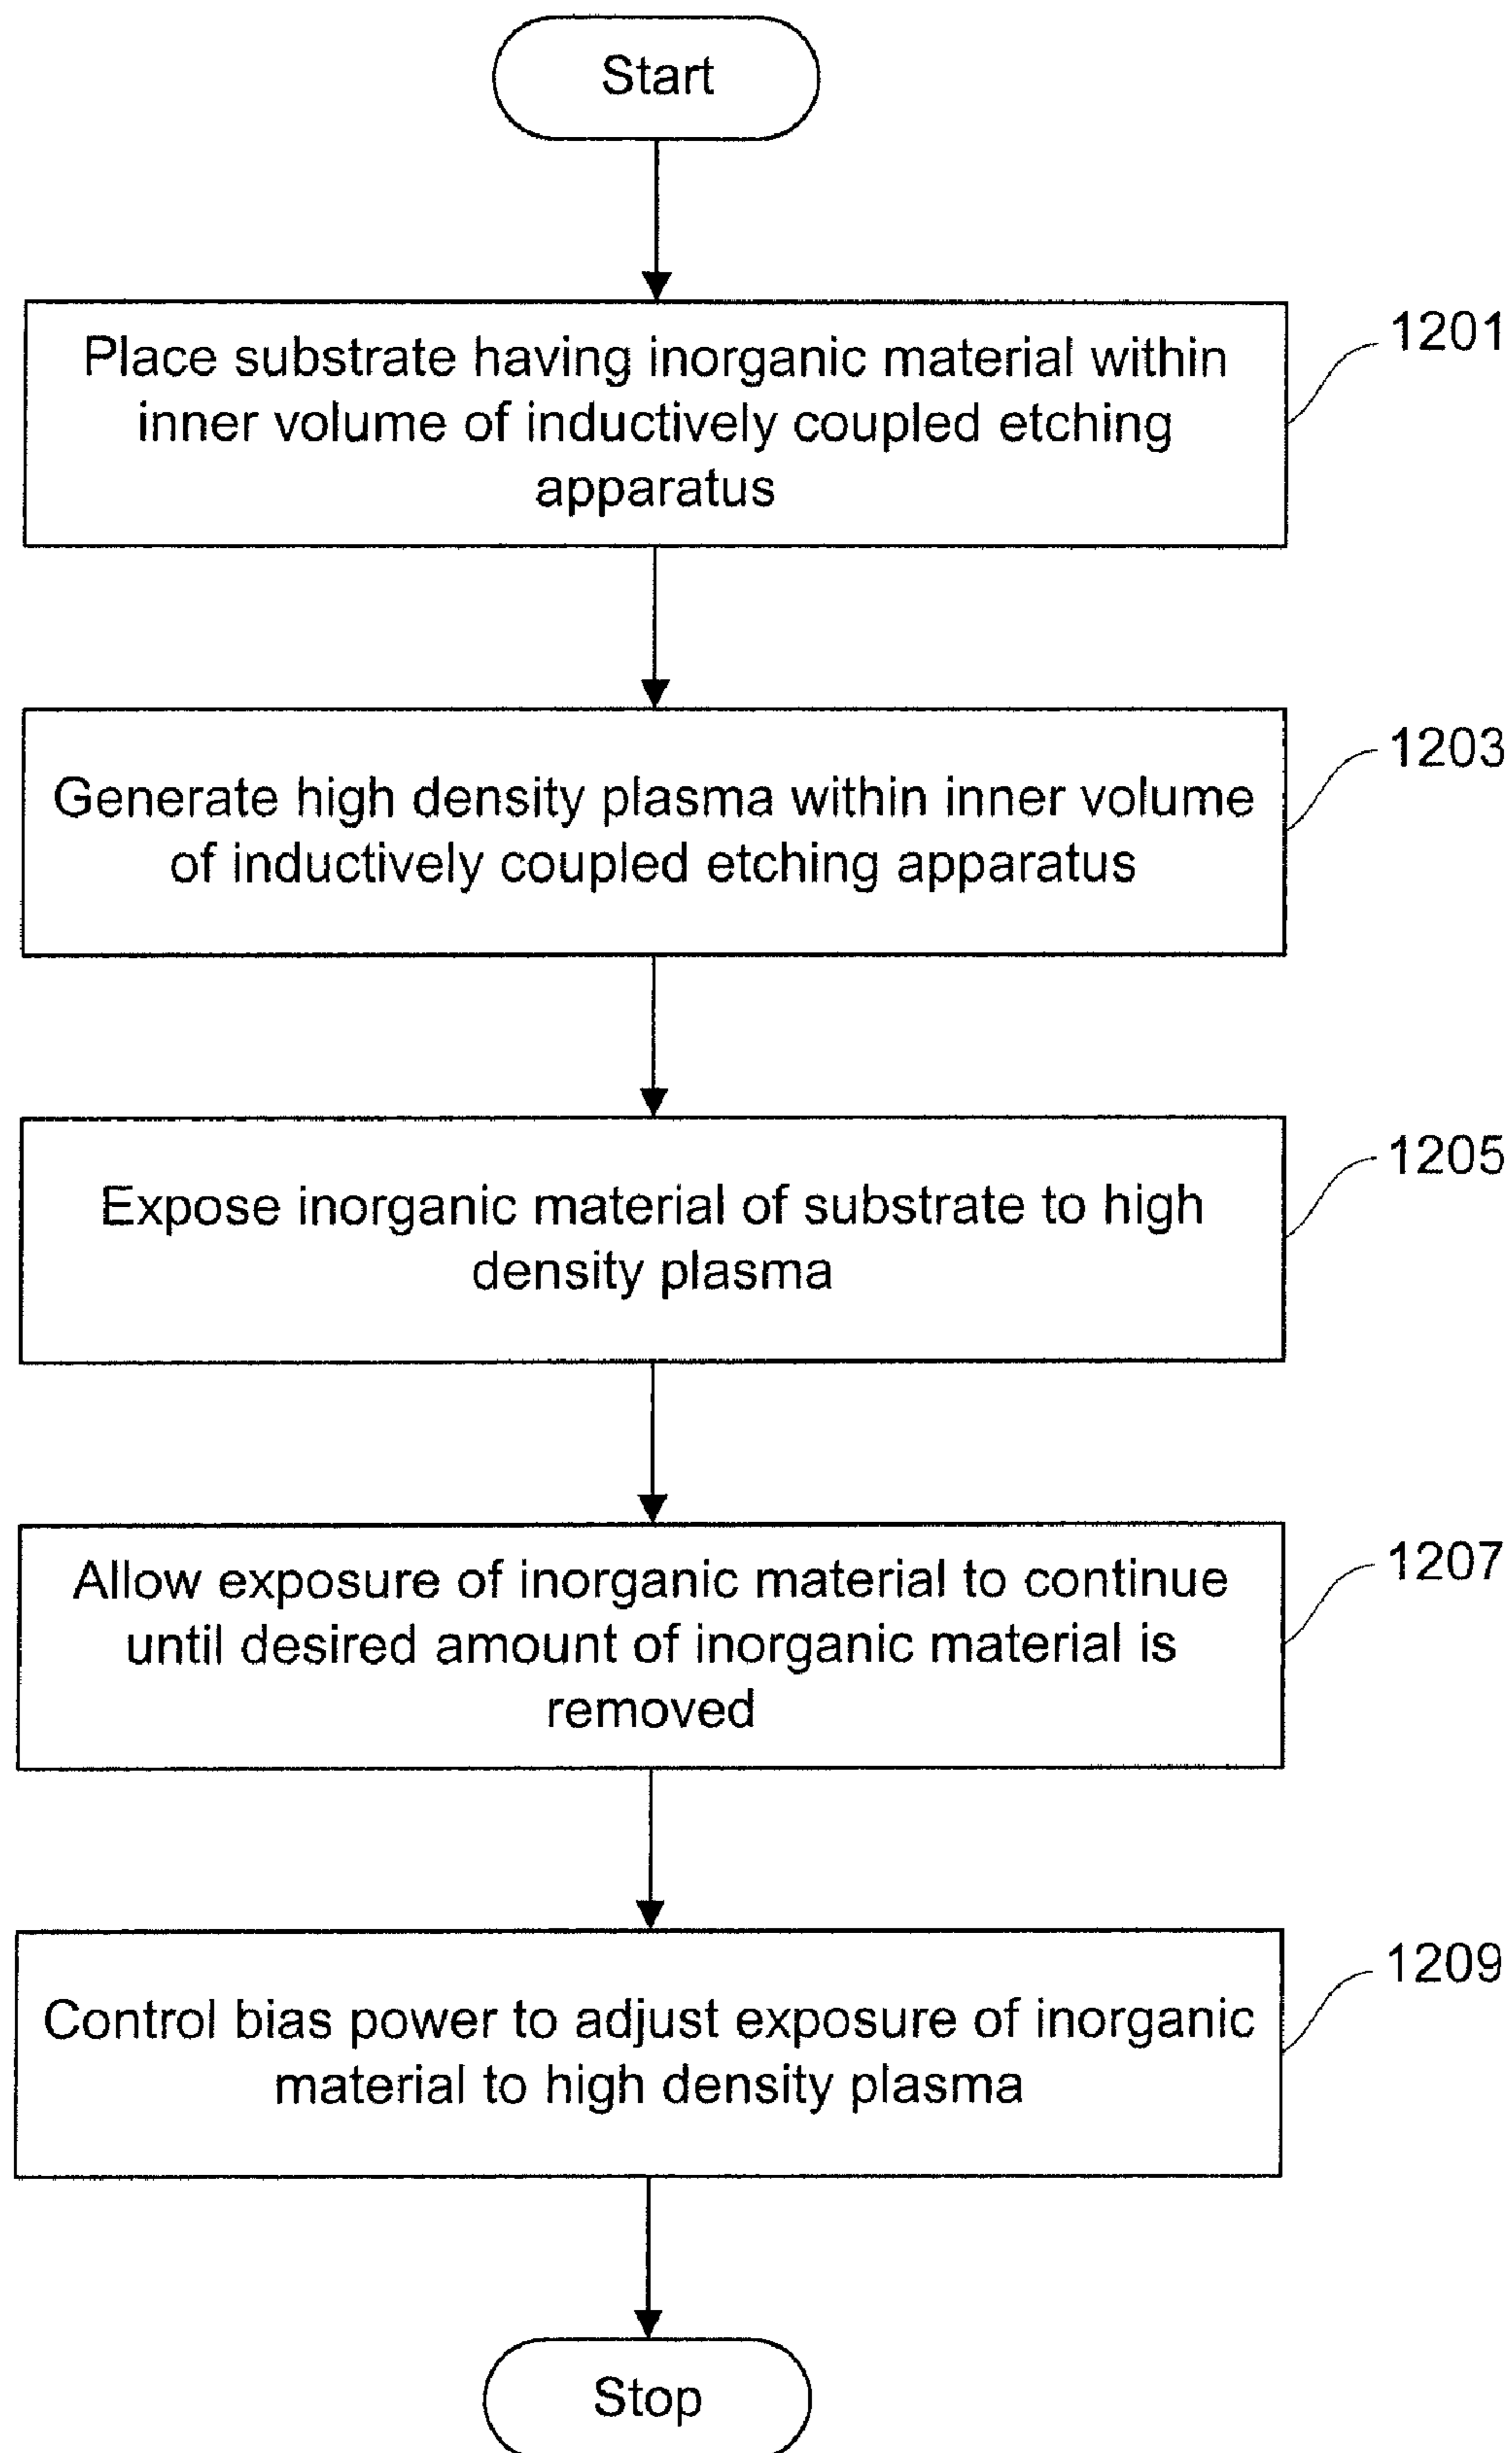 Start
Place substrate having inorganic material within
inner volume of inductively coupled etching
apparatus
1201
Generate high density plasma within inner volume
of inductively coupled etching apparatus
1203
Expose inorganic material of substrate to high
density plasma
1205
Allow exposure of inorganic material to continue
until desired amount of inorganic material is
removed
1207
Control bias power to adjust exposure of inorganic
material to high density plasma
1209
Stop